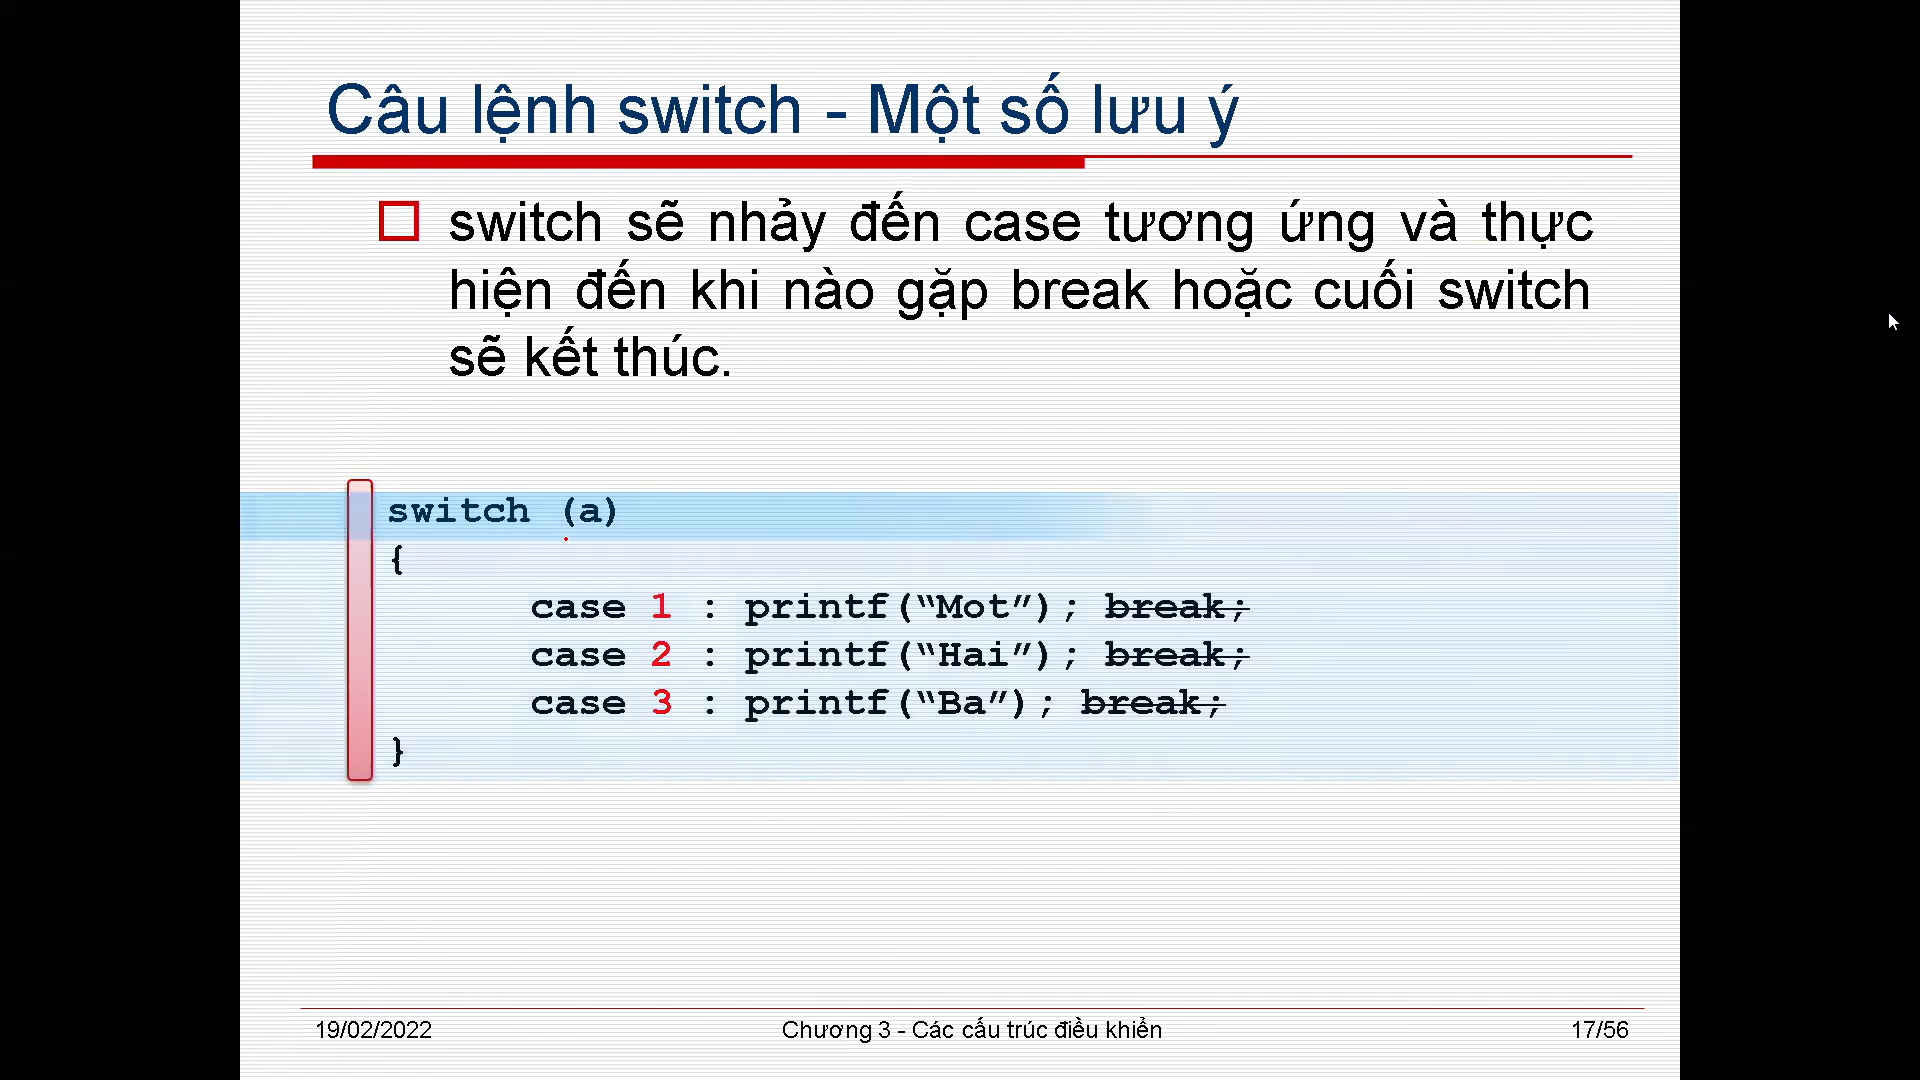 Câu lệnh switch - Một số lưu ý
switch sẽ nhảy đến case tương ứng và thực
hiện đến khi nào gặp break hoặc cuối switch
sẽ kết thúc.
switch (a)
{
case 1 : printf(“Mot”); break;
case 2 : printf(“Hai”); break;
case 3 : printf(“Ba”); break;
}
19/02/2022 Chương 3 - Các cấu trúc điều khiển 17/56